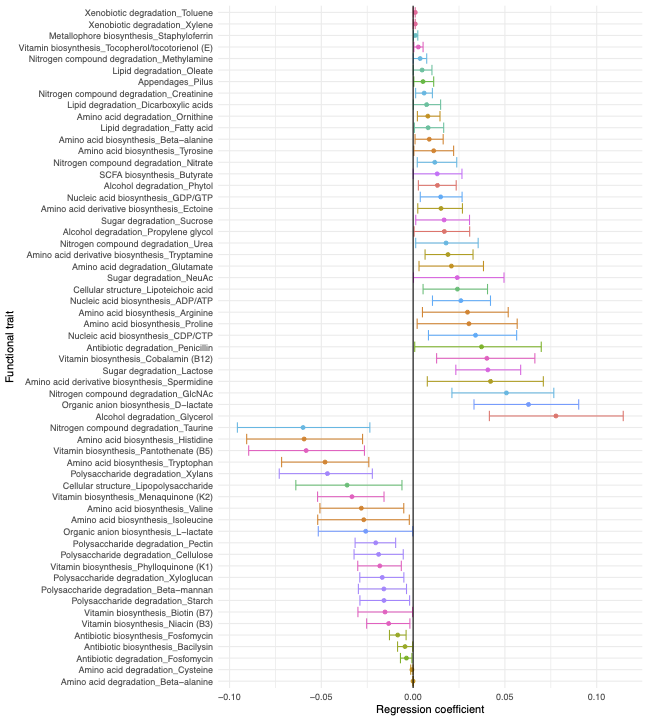 Xenobiotic degradation_Toluene
Xenobiotic degradation_Xylene
Metallophore biosynthesis_Staphyloferrin
Vitamin biosynthesis_Tocopherol/tocotorienol (E)
Nitrogen compound degradation_Methylamine
Lipid degradation_Oleate
Appendages_Pilus
Nitrogen compound degradation_Creatinine
Lipid degradation_Dicarboxylic acids
Amino acid degradation_Ornithine
Lipid degradation_Fatty acid
Amino acid biosynthesis_Beta−alanine
Amino acid biosynthesis_Tyrosine
Nitrogen compound degradation_Nitrate
SCFA biosynthesis_Butyrate
Alcohol degradation_Phytol
Nucleic acid biosynthesis_GDP/GTP
Amino acid derivative biosynthesis_Ectoine
Sugar degradation_Sucrose
Alcohol degradation_Propylene glycol
Nitrogen compound degradation_Urea
Amino acid derivative biosynthesis_Tryptamine
Amino acid degradation_Glutamate
Sugar degradation_NeuAc
Cellular structure_Lipoteichoic acid
Nucleic acid biosynthesis_ADP/ATP
Amino acid biosynthesis_Arginine
Amino acid biosynthesis_Proline
Nucleic acid biosynthesis_CDP/CTP
Antibiotic degradation_Penicillin
Vitamin biosynthesis_Cobalamin (B12)
Sugar degradation_Lactose
Amino acid derivative biosynthesis_Spermidine
Nitrogen compound degradation_GlcNAc
Organic anion biosynthesis_D−lactate
Alcohol degradation_Glycerol
Nitrogen compound degradation_Taurine
Amino acid biosynthesis_Histidine
Vitamin biosynthesis_Pantothenate (B5)
Amino acid biosynthesis_Tryptophan
Polysaccharide degradation_Xylans
Cellular structure_Lipopolysaccharide
Vitamin biosynthesis_Menaquinone (K2)
Amino acid biosynthesis_Valine
Amino acid biosynthesis_Isoleucine
Organic anion biosynthesis_L−lactate
Polysaccharide degradation_Pectin
Polysaccharide degradation_Cellulose
Vitamin biosynthesis_Phylloquinone (K1)
Polysaccharide degradation_Xyloglucan
Polysaccharide degradation_Beta−mannan
Polysaccharide degradation_Starch
Vitamin biosynthesis_Biotin (B7)
Vitamin biosynthesis_Niacin (B3)
Antibiotic biosynthesis_Fosfomycin
Antibiotic biosynthesis_Bacilysin
Antibiotic degradation_Fosfomycin
Amino acid degradation_Cysteine
Amino acid degradation_Beta−alanine
Functional trait
−0.10 −0.05 0.00 0.05 0.10
Regression coefficient